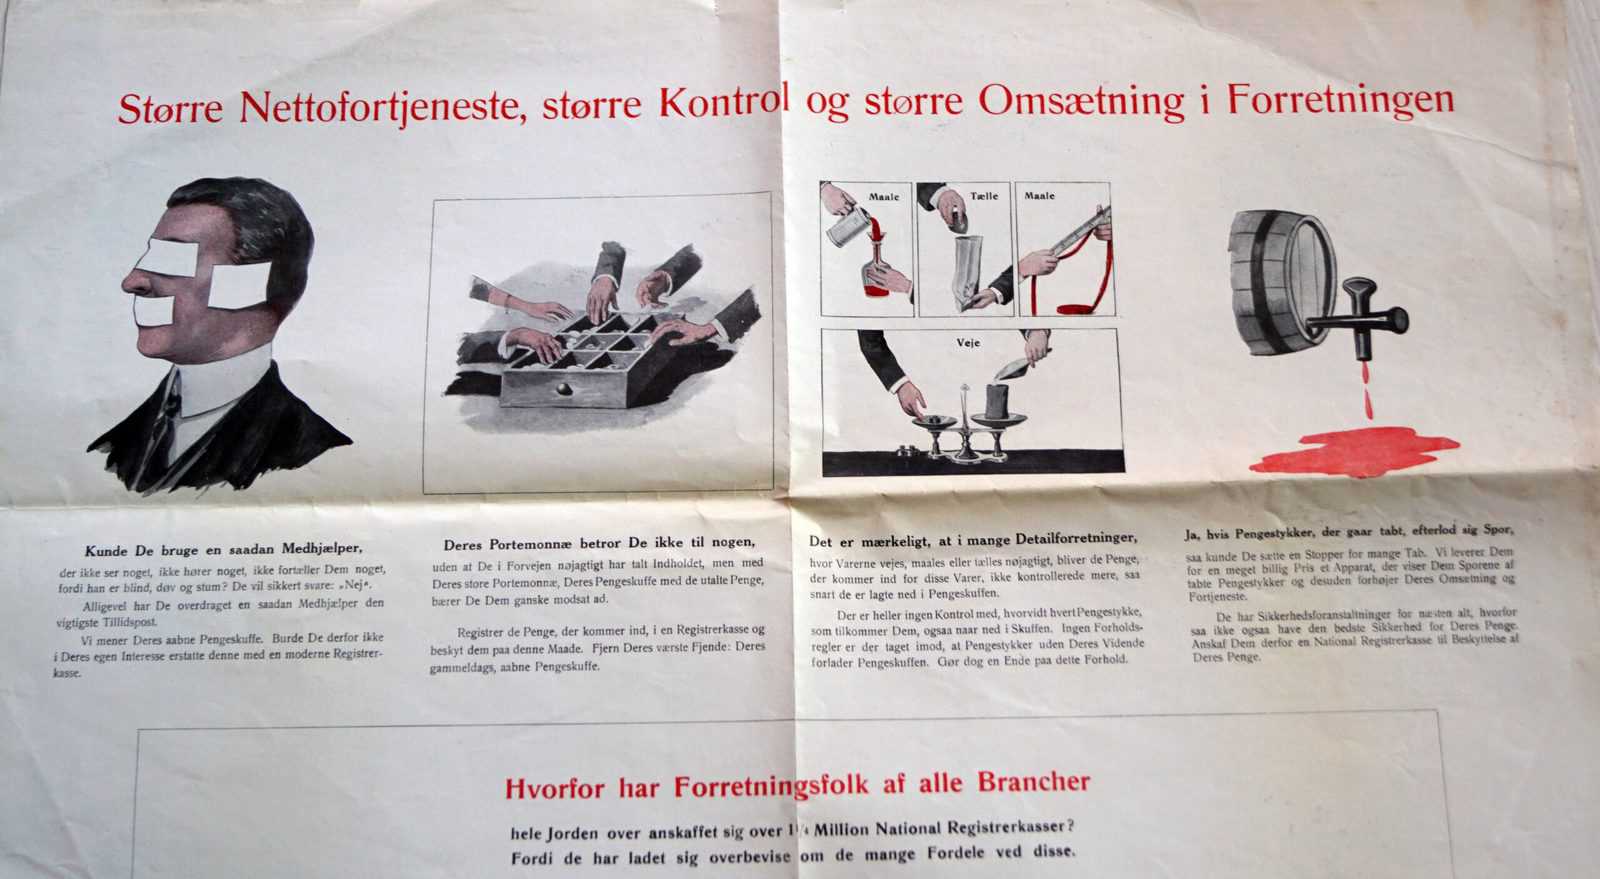 Større Nettofortjeneste, større Kontrol og større Omsætning i Forretningen
Maale
Tælle
Maale
Veje
Kunde De bruge en saadan Medhjælper,
der ikke ser noget, ikke hører noget, ikke fortæller Dem noget,
fordi han er blind, døv og stum? De vil sikkert svare: »Nej«.
Alligevel har De overdraget en saadan Medhjælper den
vigtigste Tillidspost.
Vi mener Deres aabne Pengeskuffe. Burde De derfor ikke
i Deres egen Interesse erstatte denne med en moderne Registrer-
kasse.
Deres Portemonnæ betror De ikke til nogen,
uden at De i Forvejen nøjagtigt har talt Indholdet, men med
Deres store Portemonnæ, Deres Pengeskuffe med de utalte Penge,
bærer De Dem ganske modsat ad.
Registrer de Penge, der kommer ind, i en Registrerkasse og
beskyt dem paa denne Maade. Fjern Deres værste Fjende: Deres
gammeldags, aabne Pengeskuffe.
Det er mærkeligt, at i mange Detailforretninger,
hvor Varerne vejes, maales eller tælles nøjagtigt, bliver de Penge,
der kommer ind for disse Varer, ikke kontrollerede mere, saa
snart de er lagte ned i Pengeskuffen.
Der er heller ingen Kontrol med, hvorvidt hvert Pengestykke,
som tilkommer Dem, ogsaa naar ned i Skuffen. Ingen Forholds-
regler er der taget imod, at Pengestykker uden Deres Vidende
forlader Pengeskuffen. Gør dog en Ende paa dette Forhold.
Ja, hvis Pengestykker, der gaar tabt, efterlod sig Spor,
saa kunde De sætte en Stopper for mange Tab. Vi leverer Dem
for en meget billig Pris et Apparat, der viser Dem Sporene af
tabte Pengestykker og desuden forhøjer Deres Omsætning og
Fortjeneste.
De har Sikkerhedsforanstaltninger for næsten alt, hvorfor
saa ikke ogsaa have den bedste Sikkerhed for Deres Penge.
Anskaf Dem derfor en National Registrerkasse til Beskyttelse af
Deres Penge.
Hvorfor har Forretningsfolk af alle Brancher
hele Jorden over anskaffet sig over 1¼ Million National Registrerkasser?
Fordi de har ladet sig overbevise om de mange Fordele ved disse.